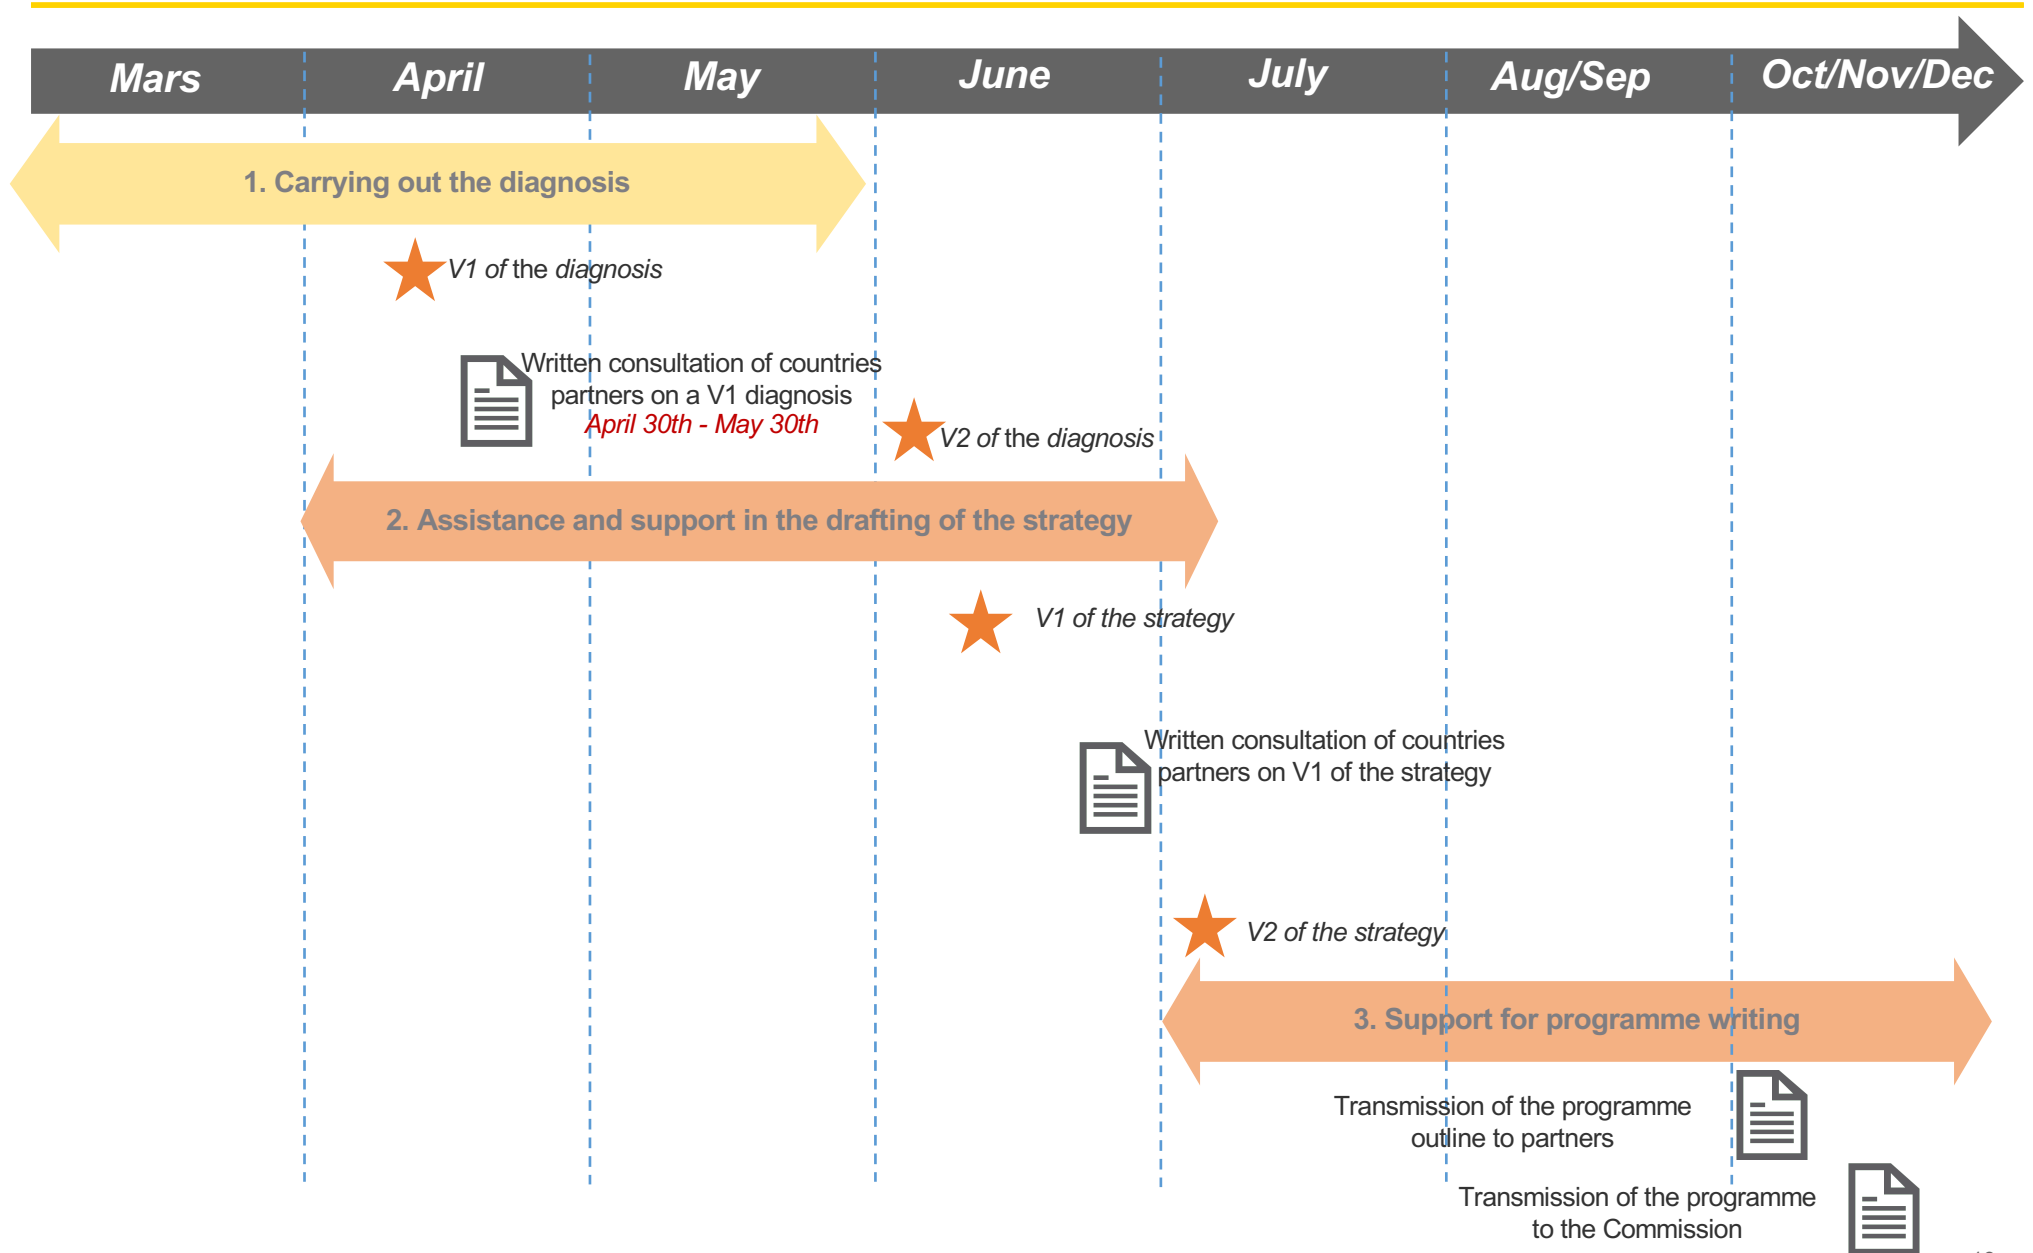 Mars April May June July Aug/Sep Oct/Nov/Dec
1. Carrying out the diagnosis
V1 of the diagnosis
Written consultation of countries
partners on a V1 diagnosis
April 30th - May 30th
V2 of the diagnosis
2. Assistance and support in the drafting of the strategy
V1 of the strategy
Written consultation of countries
partners on V1 of the strategy
V2 of the strategy
3. Support for programme writing
Transmission of the programme
outline to partners
Transmission of the programme
to the Commission